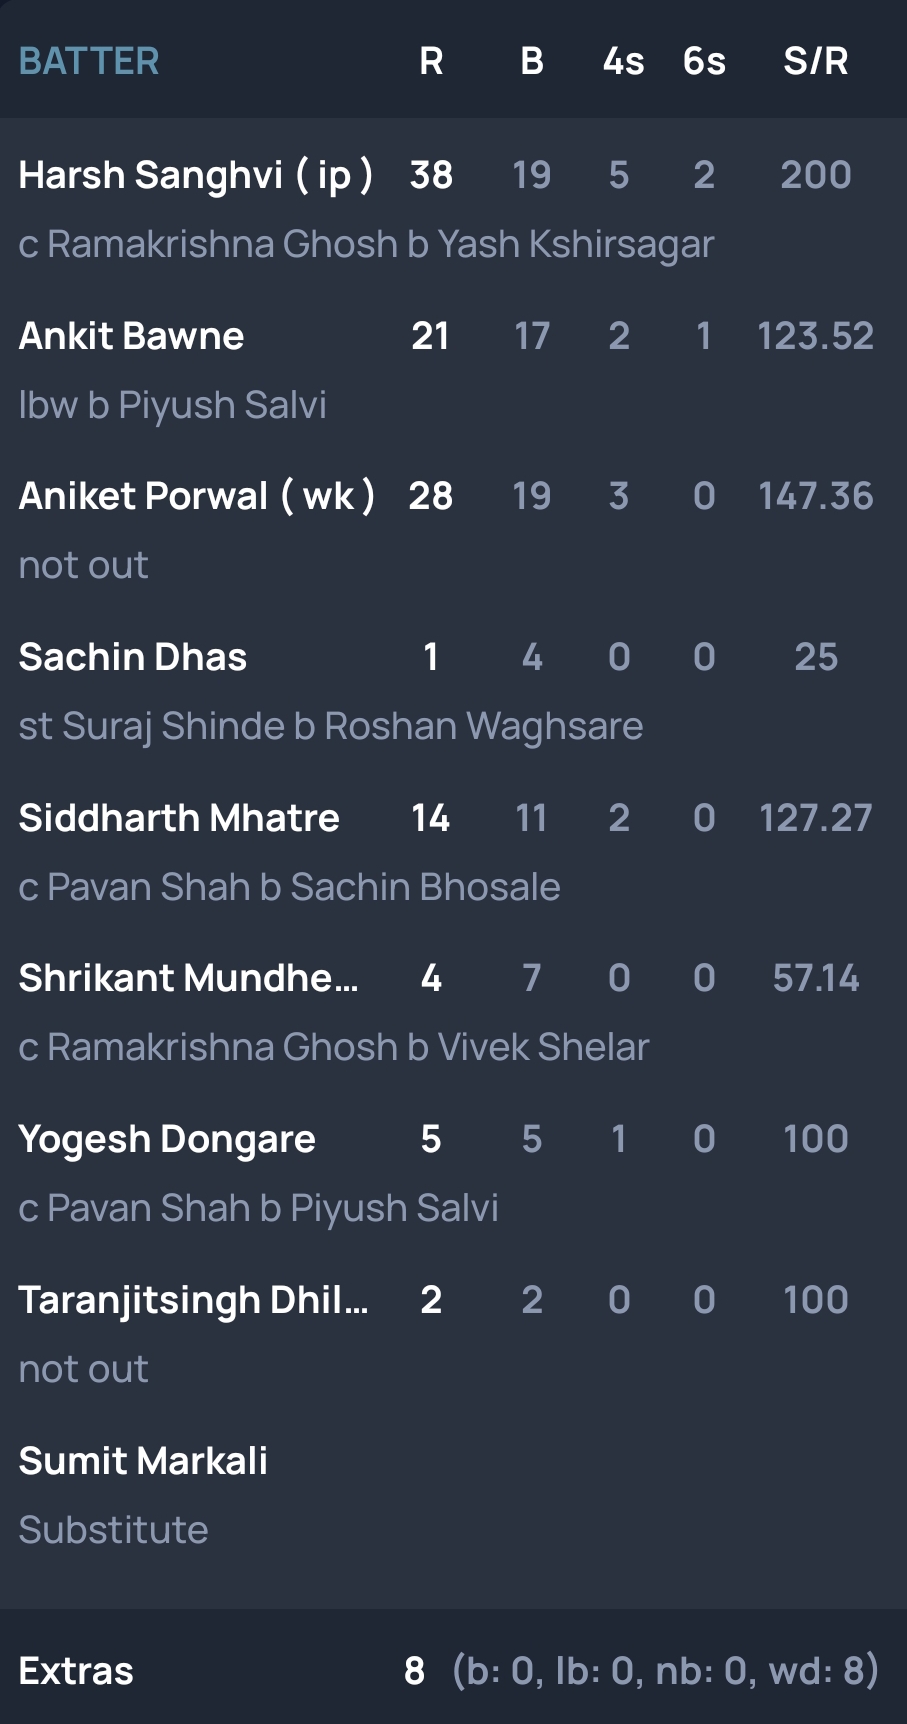 BATTER R B 4s 6s S/R
Harsh Sanghvi ( ip ) 38 19 5 2 200
c Ramakrishna Ghosh b Yash Kshirsagar
Ankit Bawne 21 17 2 1 123.52
lbw b Piyush Salvi
Aniket Porwal ( wk ) 28 19 3 0 147.36
not out
Sachin Dhas 1 4 0 0 25
st Suraj Shinde b Roshan Waghsare
Siddharth Mhatre 14 11 2 0 127.27
c Pavan Shah b Sachin Bhosale
Shrikant Mundhe... 4 7 0 0 57.14
c Ramakrishna Ghosh b Vivek Shelar
Yogesh Dongare 5 5 1 0 100
c Pavan Shah b Piyush Salvi
Taranjitsingh Dhil... 2 2 0 0 100
not out
Sumit Markali
Substitute
Extras 8 (b: 0, lb: 0, nb: 0, wd: 8)